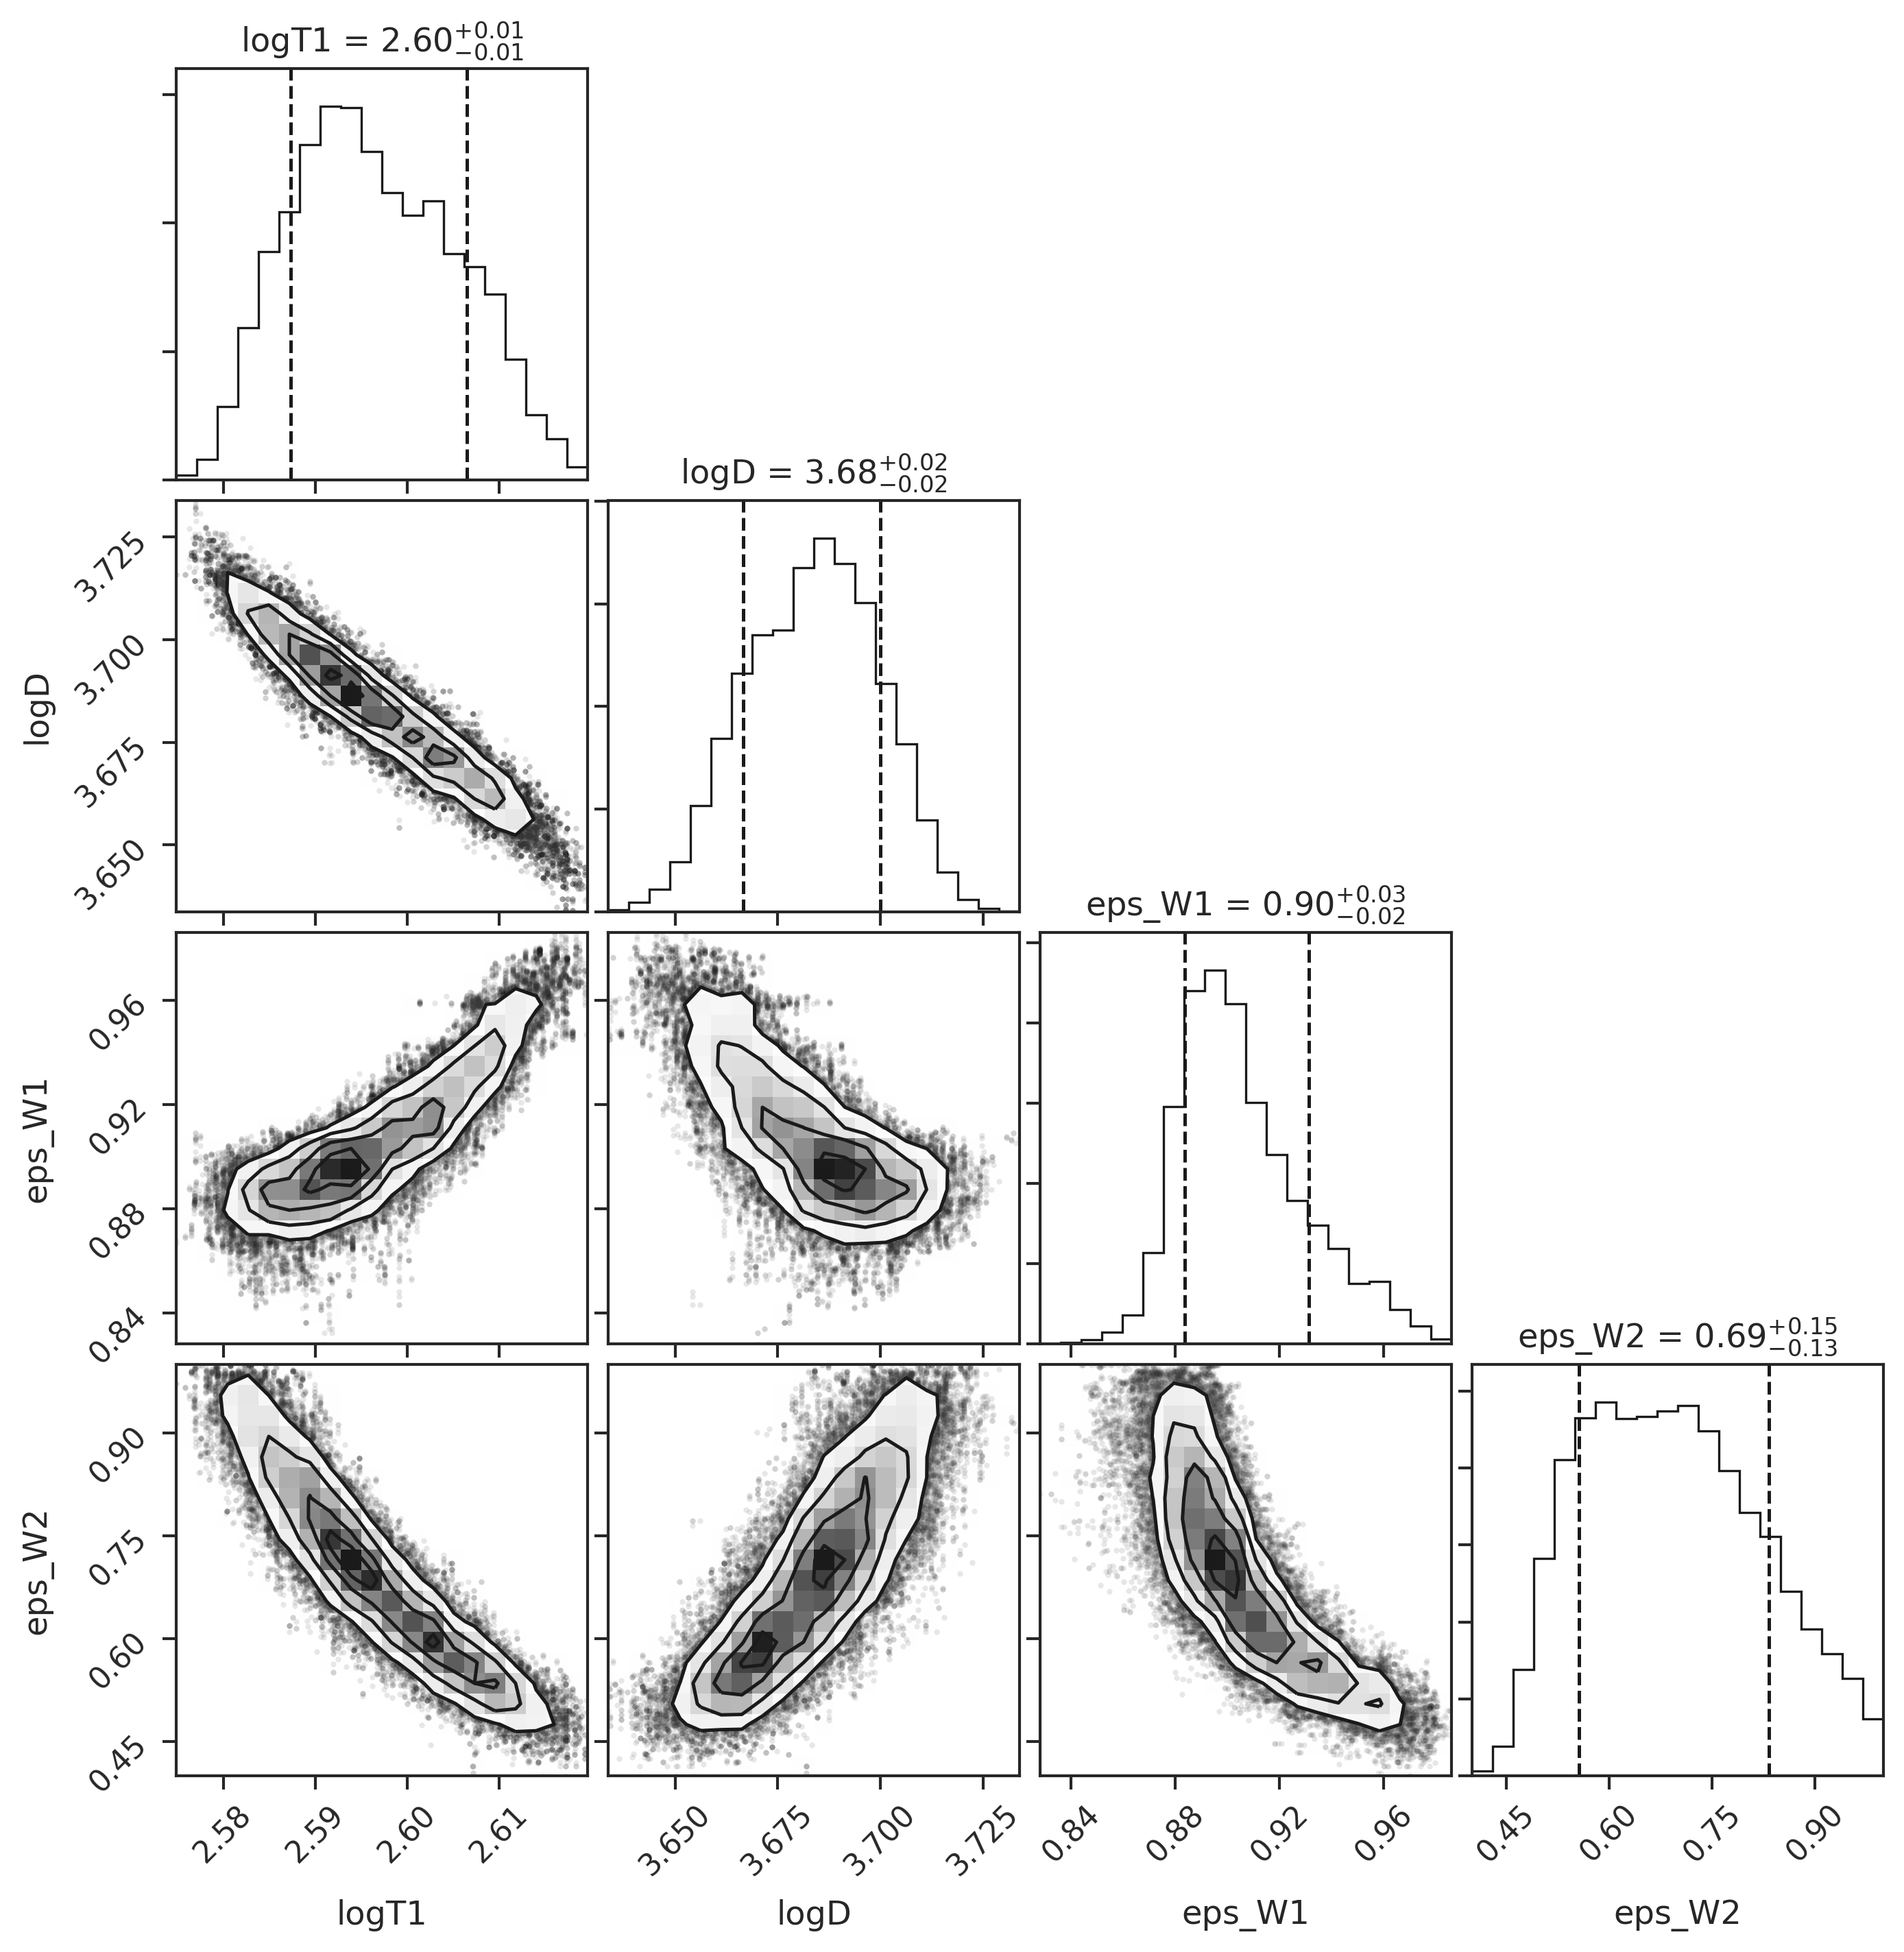 logT1 = 2.60+0.01−0.01
logD = 3.68+0.02−0.02
3.725
3.700
3.675
3.650
logD
eps_W1 = 0.90+0.03−0.02
0.96
0.92
0.88
0.84
eps_W1
eps_W2 = 0.69+0.15−0.13
0.90
0.75
0.60
0.45
eps_W2
2.58 2.59 2.60 2.61
3.650 3.675 3.700 3.725
0.84 0.88 0.92 0.96
0.45 0.60 0.75 0.90
logT1 logD eps_W1 eps_W2